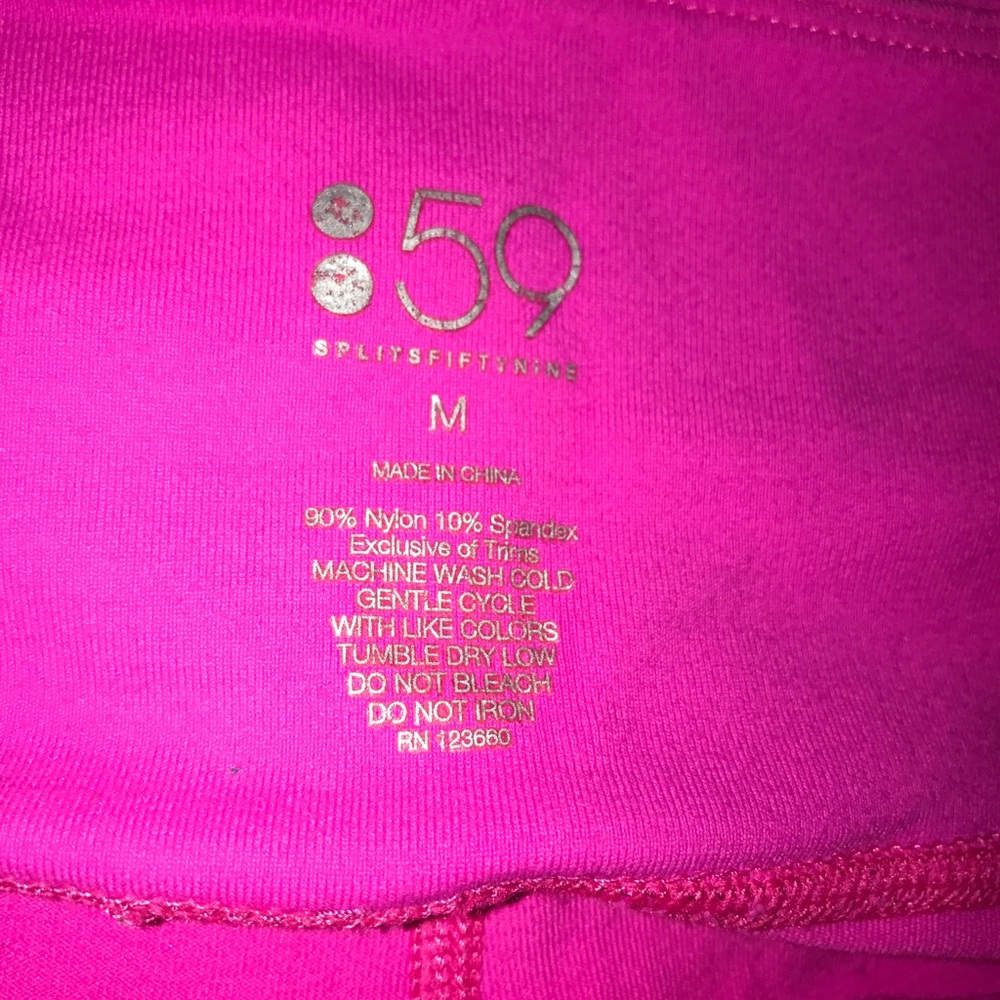 :59
SPLITSFIFTYNINE
M
MADE IN CHINA
90% Nylon 10% Spandex
Exclusive of Trims
MACHINE WASH COLD
GENTLE CYCLE
WITH LIKE COLORS
TUMBLE DRY LOW
DO NOT BLEACH
DO NOT IRON
RN 123660